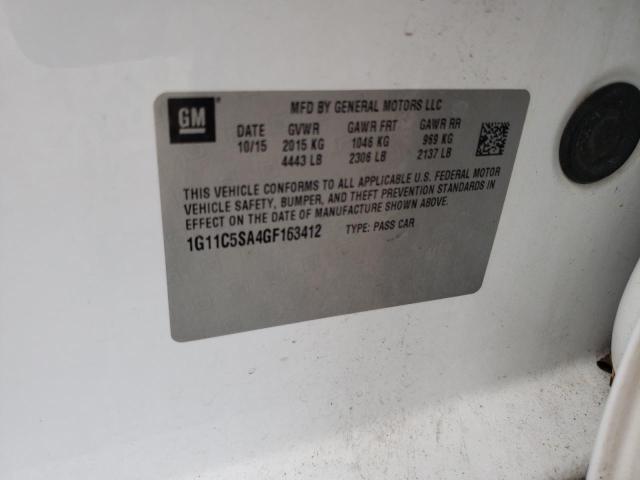 GM
MFD BY GENERAL MOTORS LLC
DATE GVWR GAWR FRT GAWR RR
10/15 2015 KG 1046 KG 969 KG
4443 LB 2306 LB 2137 LB
THIS VEHICLE CONFORMS TO ALL APPLICABLE U.S. FEDERAL MOTOR
VEHICLE SAFETY, BUMPER, AND THEFT PREVENTION STANDARDS IN
EFFECT ON THE DATE OF MANUFACTURE SHOWN ABOVE.
1G11C5SA4GF163412 TYPE: PASS CAR